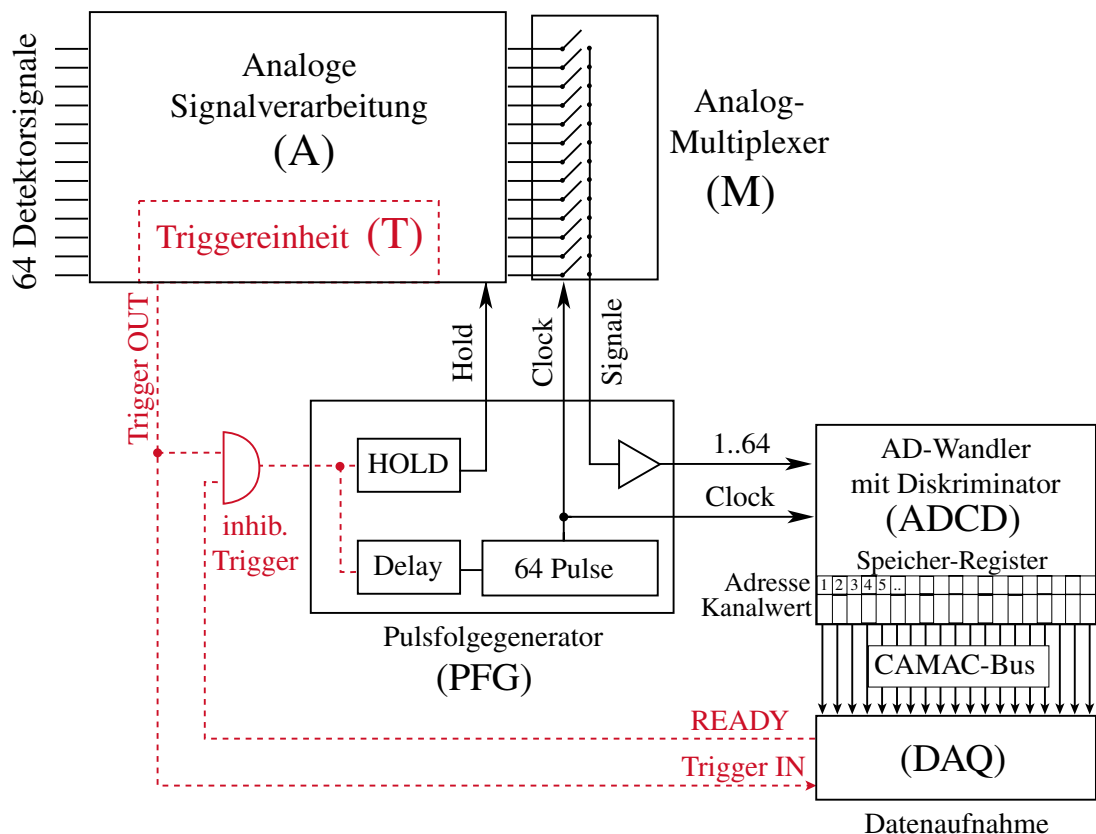 64 Detektorsignale
Analoge
Signalverarbeitung
(A)
Triggereinheit (T)
Analog-
Multiplexer
(M)
Trigger OUT
Hold
Clock
Signale
inhib.
Trigger
HOLD
Delay
64 Pulse
Pulsfolgegenerator
(PFG)
1..64
Clock
AD-Wandler
mit Diskriminator
(ADCD)
Speicher-Register
Adresse 1 2 3 4 5 ..
Kanalwert
CAMAC-Bus
READY
Trigger IN
(DAQ)
Datenaufnahme